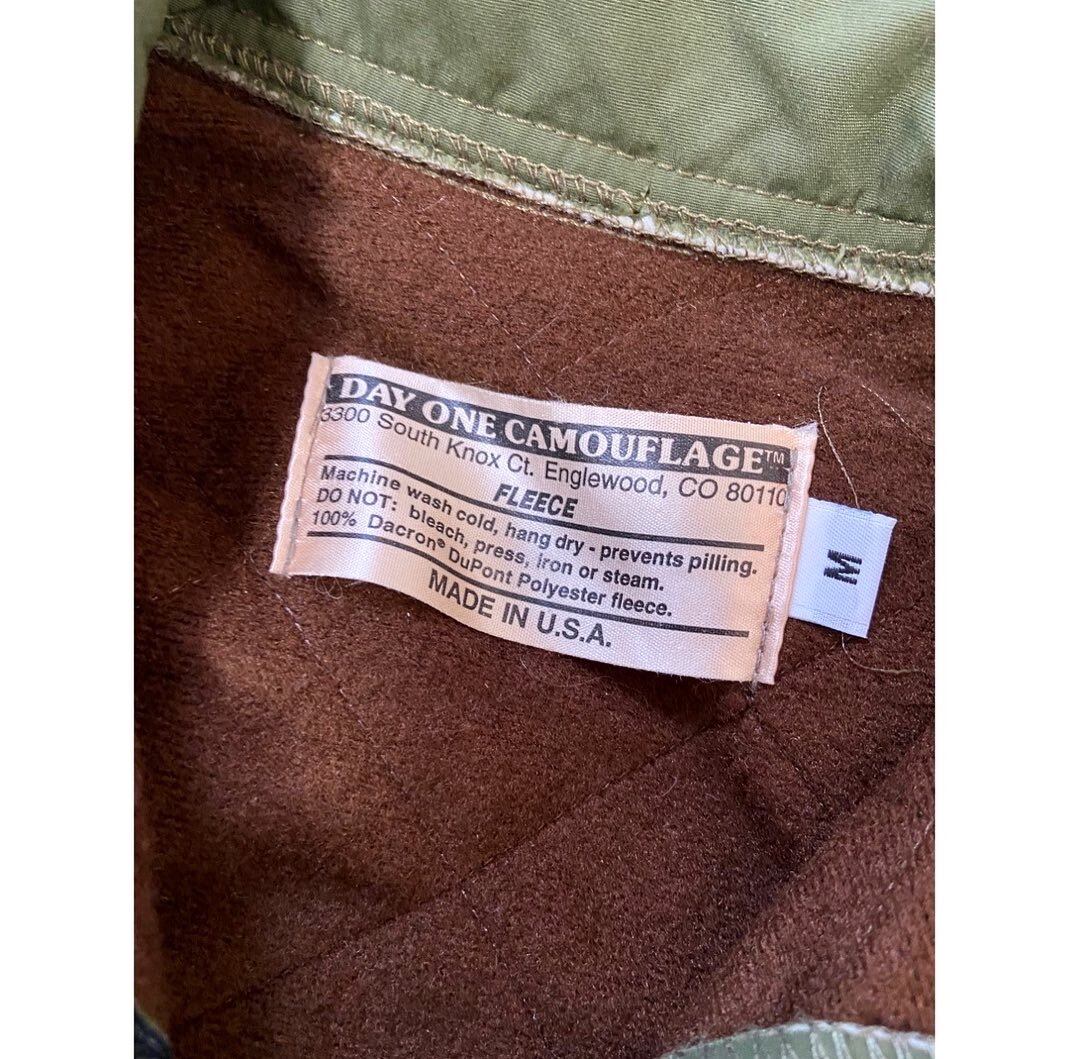 DAY ONE CAMOUFLAGE™
3300 South Knox Ct. Englewood, CO 80110
FLEECE
Machine wash cold, hang dry - prevents pilling.
DO NOT: bleach, press, iron or steam.
100% Dacron® DuPont Polyester fleece.
MADE IN U.S.A.
M